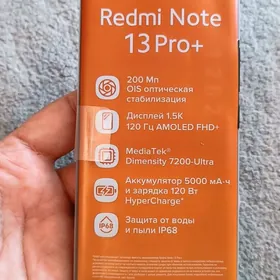 Redmi Note
13 Pro+
200 Мп
OIS оптическая
стабилизация
Дисплей 1.5K
120 Гц AMOLED FHD+
MediaTek®
Dimensity 7200-Ultra
Аккумулятор 5000 мА·ч
и зарядка 120 Вт
HyperCharge*
Защита от воды
и пыли IP68
IP68